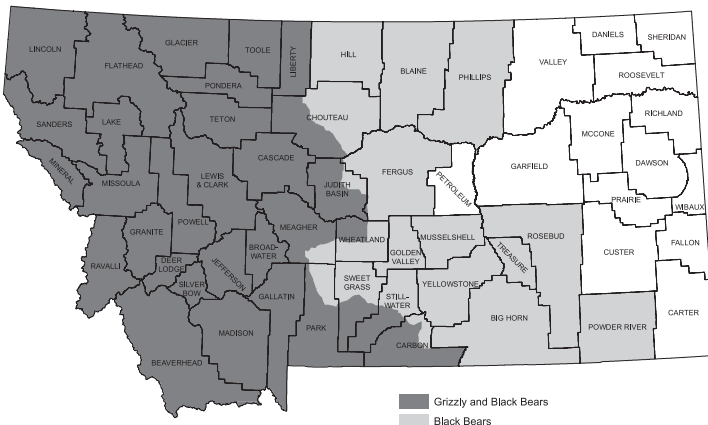 LINCOLN
FLATHEAD
GLACIER
TOOLE
LIBERTY
HILL
BLAINE
PHILLIPS
VALLEY
DANIELS
SHERIDAN
ROOSEVELT
PONDERA
SANDERS
LAKE
TETON
CHOUTEAU
RICHLAND
MCCONE
MINERAL
MISSOULA
LEWIS
& CLARK
CASCADE
JUDITH
BASIN
FERGUS
PETROLEUM
GARFIELD
DAWSON
PRAIRIE
WIBAUX
POWELL
GRANITE
MEAGHER
WHEATLAND
GOLDEN
VALLEY
MUSSELSHELL
ROSEBUD
TREASURE
CUSTER
FALLON
RAVALLI
DEER
LODGE
SILVER
BOW
JEFFERSON
BROAD-
WATER
GALLATIN
SWEET
GRASS
STILL-
WATER
YELLOWSTONE
BIG HORN
POWDER RIVER
CARTER
BEAVERHEAD
MADISON
PARK
CARBON
Grizzly and Black Bears
Black Bears